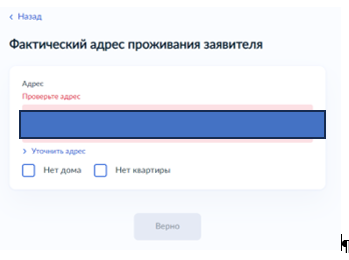 ‹ Назад
Фактический адрес проживания заявителя
Адрес
Проверьте адрес
› Уточнить адрес
Нет дома Нет квартиры
Верно
¶